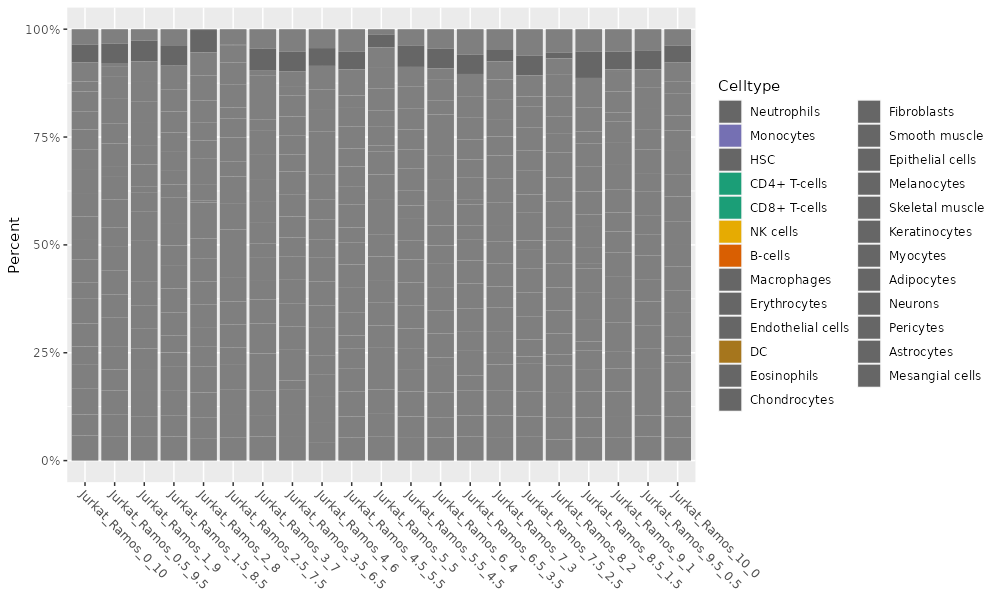 100%
75%
50%
25%
0%
Percent
Jurkat_Ramos_0_10
Jurkat_Ramos_0.5_9.5
Jurkat_Ramos_1_9
Jurkat_Ramos_1.5_8.5
Jurkat_Ramos_2_8
Jurkat_Ramos_2.5_7.5
Jurkat_Ramos_3_7
Jurkat_Ramos_3.5_6.5
Jurkat_Ramos_4_6
Jurkat_Ramos_4.5_5.5
Jurkat_Ramos_5_5
Jurkat_Ramos_5.5_4.5
Jurkat_Ramos_6_4
Jurkat_Ramos_6.5_3.5
Jurkat_Ramos_7_3
Jurkat_Ramos_7.5_2.5
Jurkat_Ramos_8_2
Jurkat_Ramos_8.5_1.5
Jurkat_Ramos_9_1
Jurkat_Ramos_9.5_0.5
Jurkat_Ramos_10_0
Celltype
Neutrophils
Monocytes
HSC
CD4+ T-cells
CD8+ T-cells
NK cells
B-cells
Macrophages
Erythrocytes
Endothelial cells
DC
Eosinophils
Chondrocytes
Fibroblasts
Smooth muscle
Epithelial cells
Melanocytes
Skeletal muscle
Keratinocytes
Myocytes
Adipocytes
Neurons
Pericytes
Astrocytes
Mesangial cells